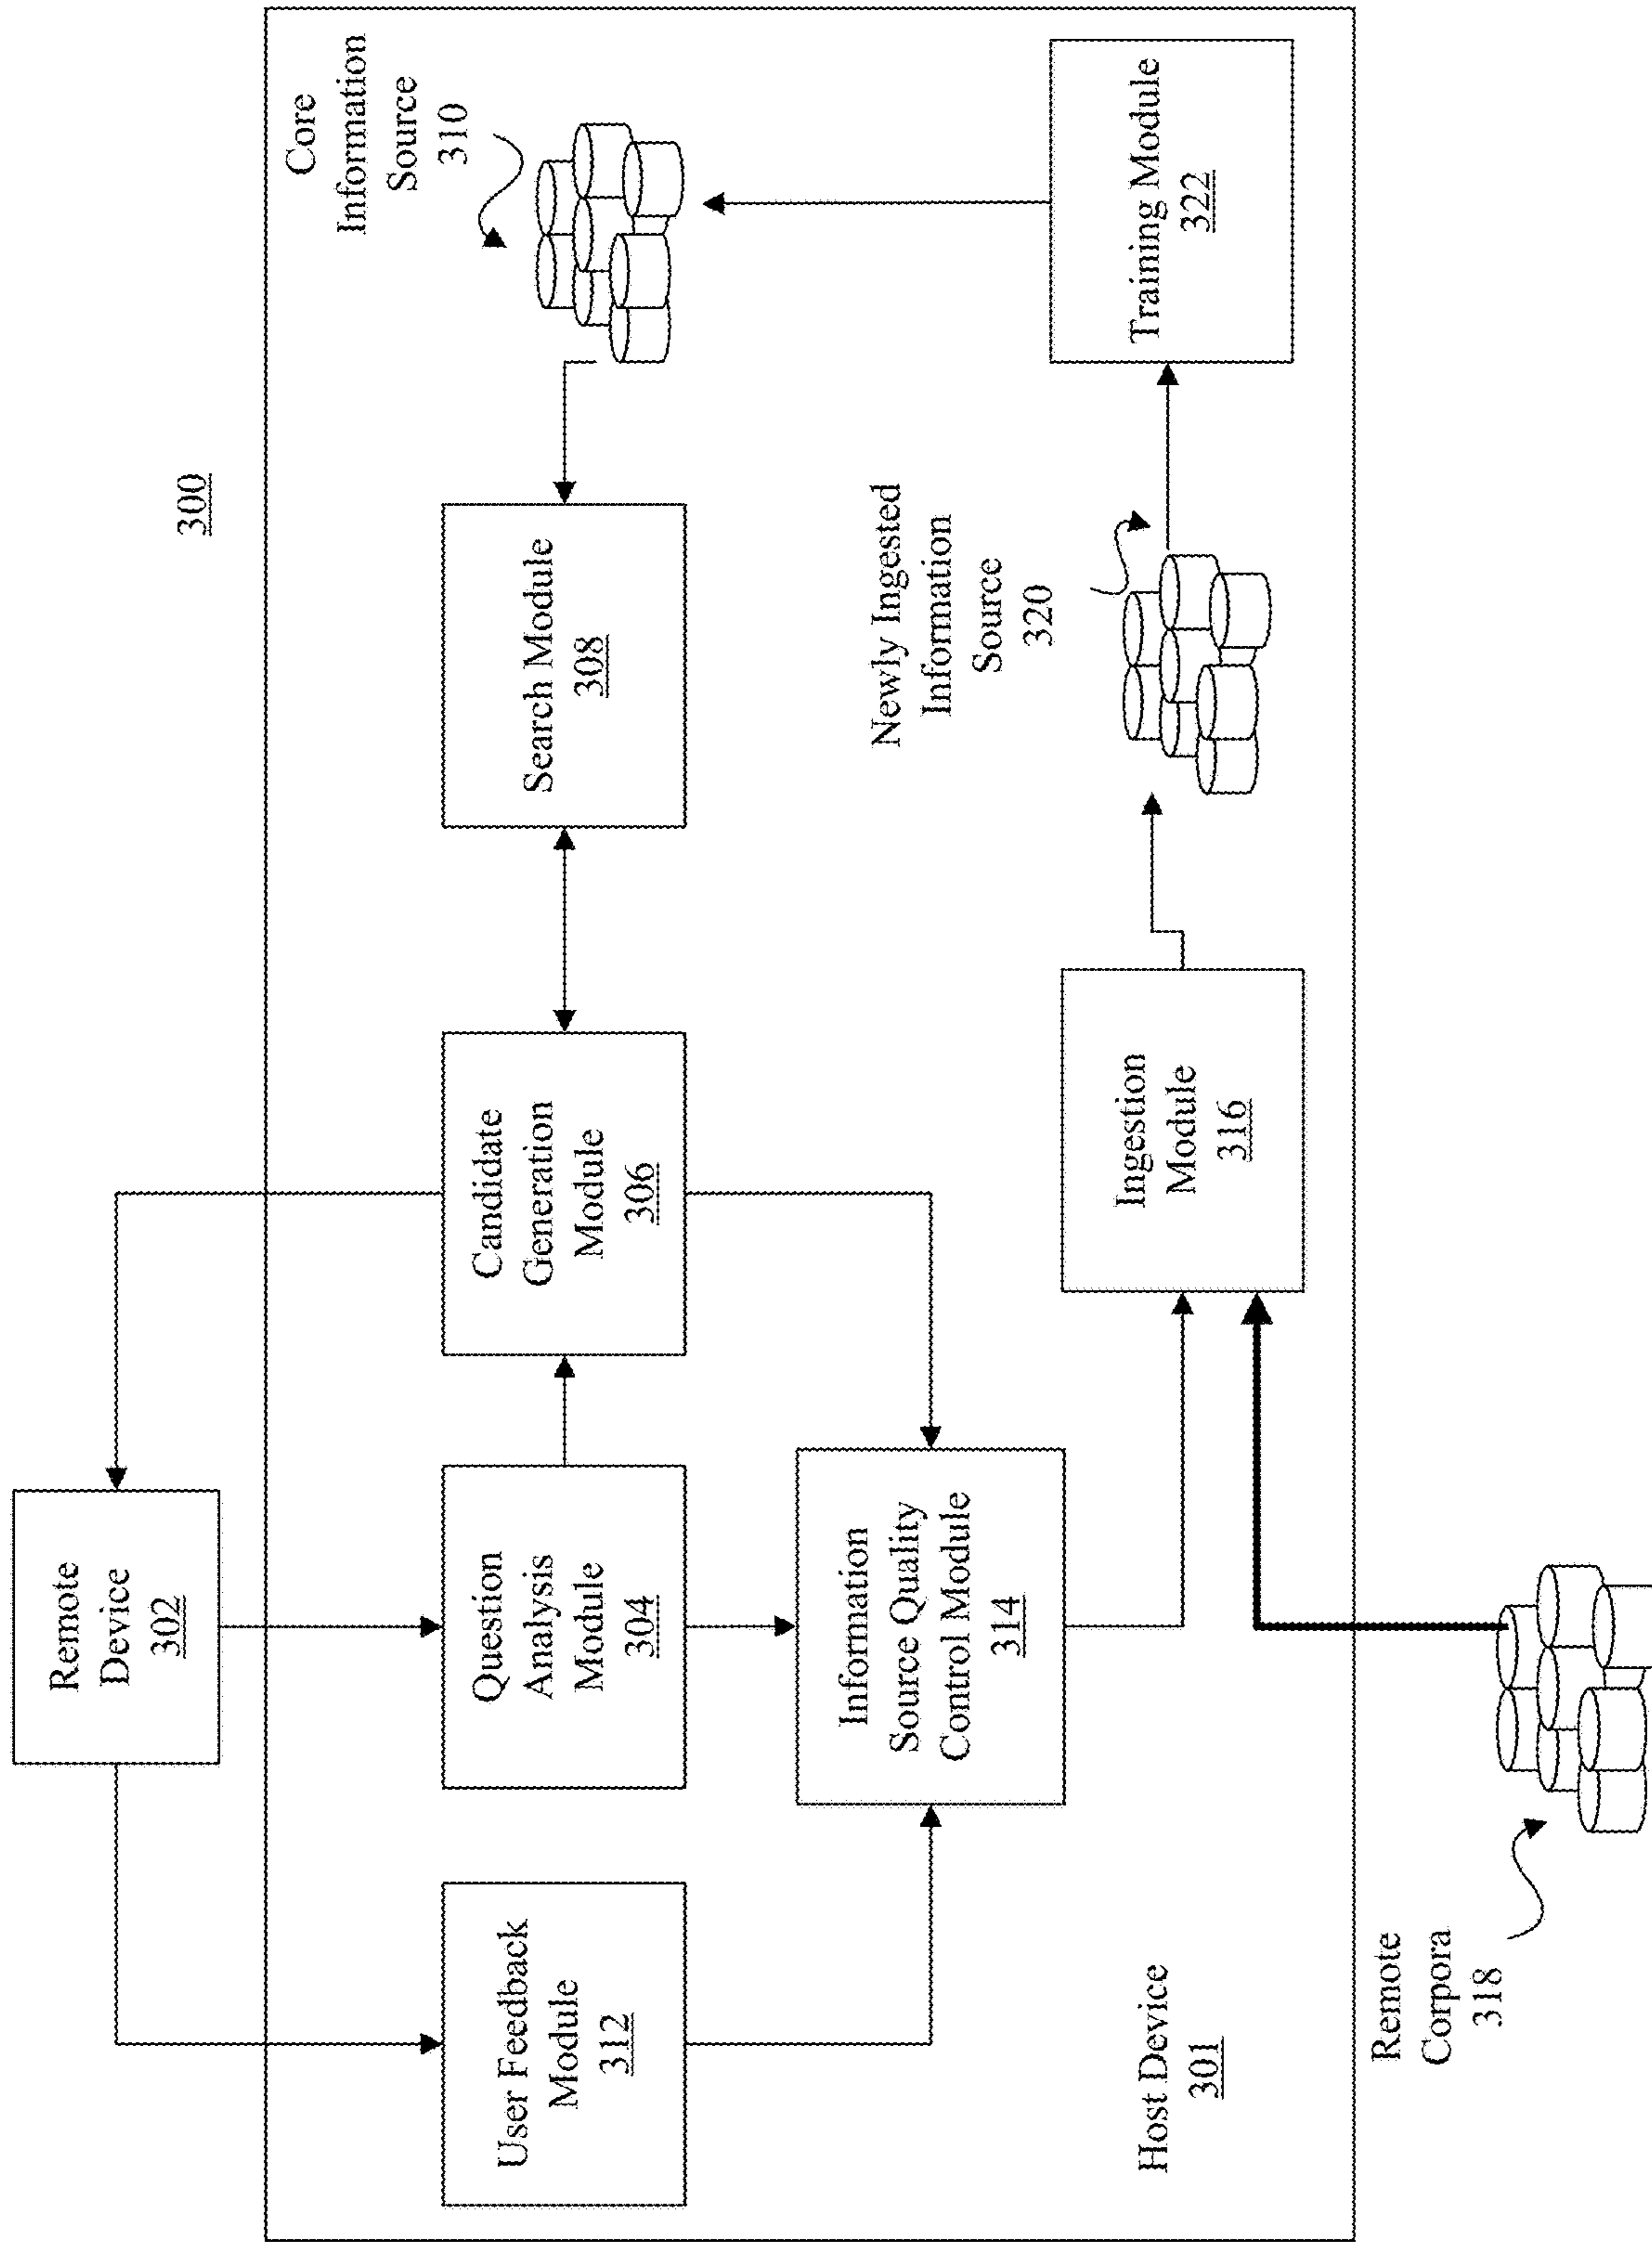 300
Remote
Device
302
User Feedback
Module
312
Question
Analysis
Module
304
Candidate
Generation
Module
306
Search Module
308
Core
Information
Source
310
Information
Source Quality
Control Module
314
Newly Ingested
Information
Source
320
Host Device
301
Ingestion
Module
316
Training Module
322
Remote
Corpora
318